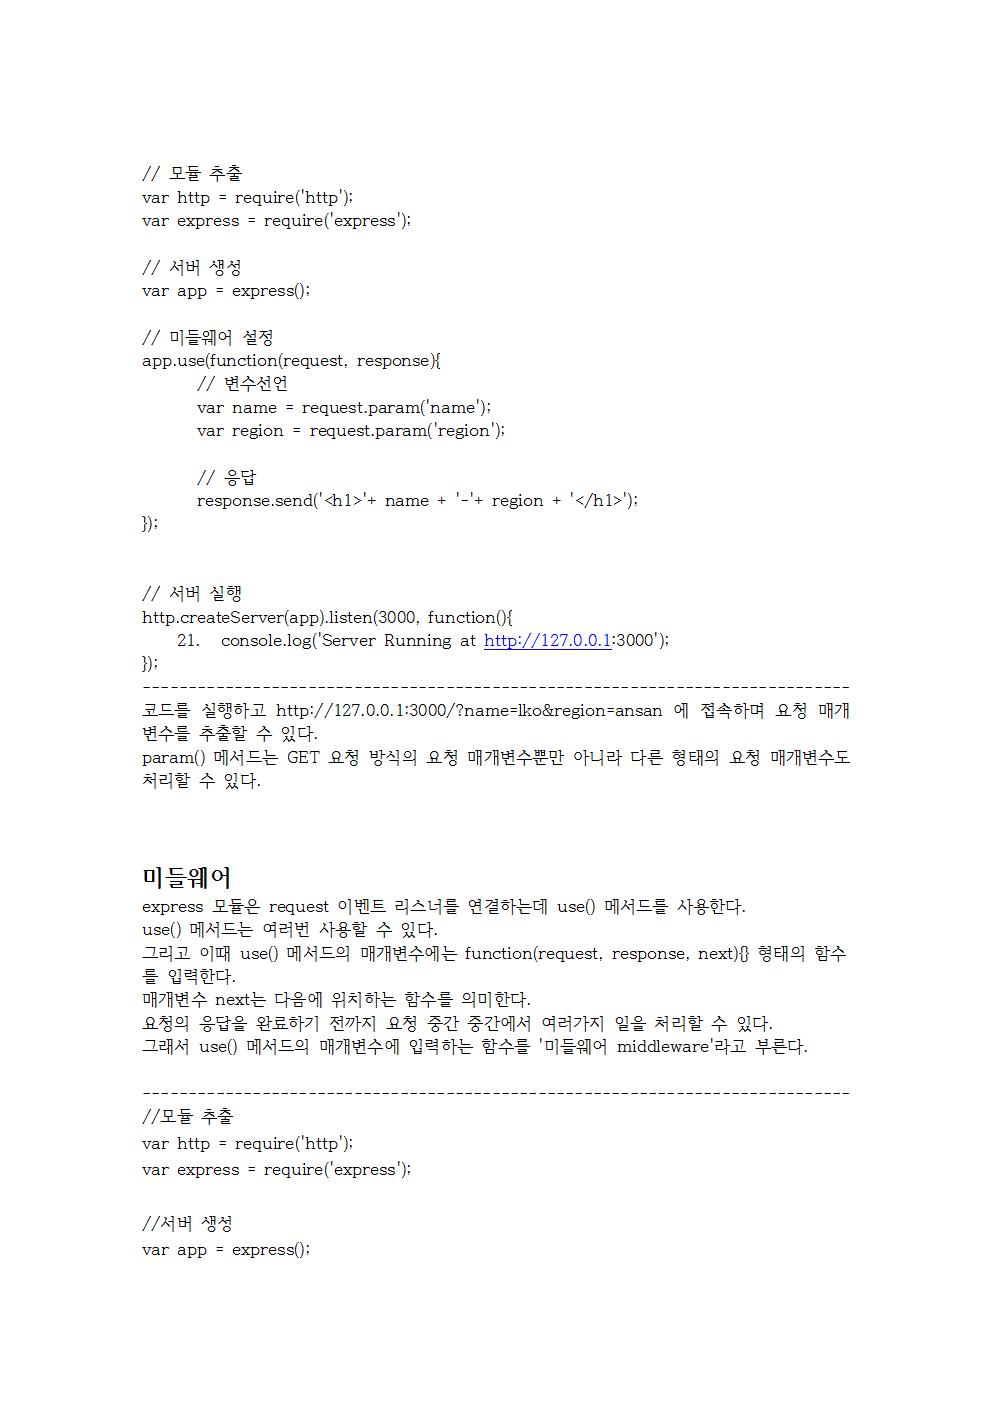 // 모듈 추출
var http = require('http');
var express = require('express');
// 서버 생성
var app = express();
// 미들웨어 설정
app.use(function(request, response){
// 변수선언
var name = request.param('name');
var region = request.param('region');
// 응답
response.send('<h1>'+ name + '-'+ region + '</h1>');
});
// 서버 실행
http.createServer(app).listen(3000, function(){
21. console.log('Server Running at http://127.0.0.1:3000');
});
-----------------------------------------------------------------------------
코드를 실행하고 http://127.0.0.1:3000/?name=lko&region=ansan 에 접속하며 요청 매개
변수를 추출할 수 있다.
param() 메서드는 GET 요청 방식의 요청 매개변수뿐만 아니라 다른 형태의 요청 매개변수도
처리할 수 있다.
미들웨어
express 모듈은 request 이벤트 리스너를 연결하는데 use() 메서드를 사용한다.
use() 메서드는 여러번 사용할 수 있다.
그리고 이때 use() 메서드의 매개변수에는 function(request, response, next){} 형태의 함수
를 입력한다.
매개변수 next는 다음에 위치하는 함수를 의미한다.
요청의 응답을 완료하기 전까지 요청 중간 중간에서 여러가지 일을 처리할 수 있다.
그래서 use() 메서드의 매개변수에 입력하는 함수를 '미들웨어 middleware'라고 부른다.
-----------------------------------------------------------------------------
//모듈 추출
var http = require('http');
var express = require('express');
//서버 생성
var app = express();